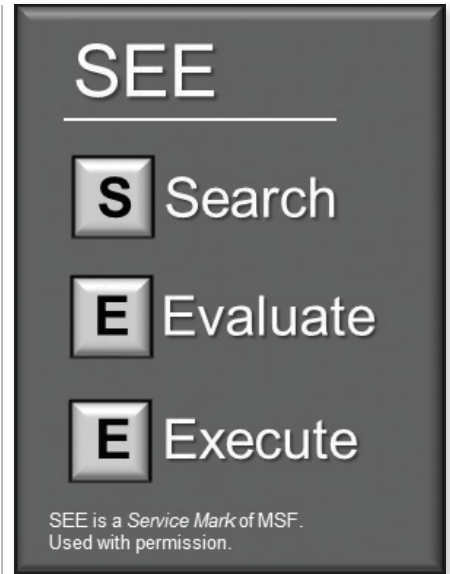 SEE
S Search
E Evaluate
E Execute
SEE is a Service Mark of MSF.
Used with permission.